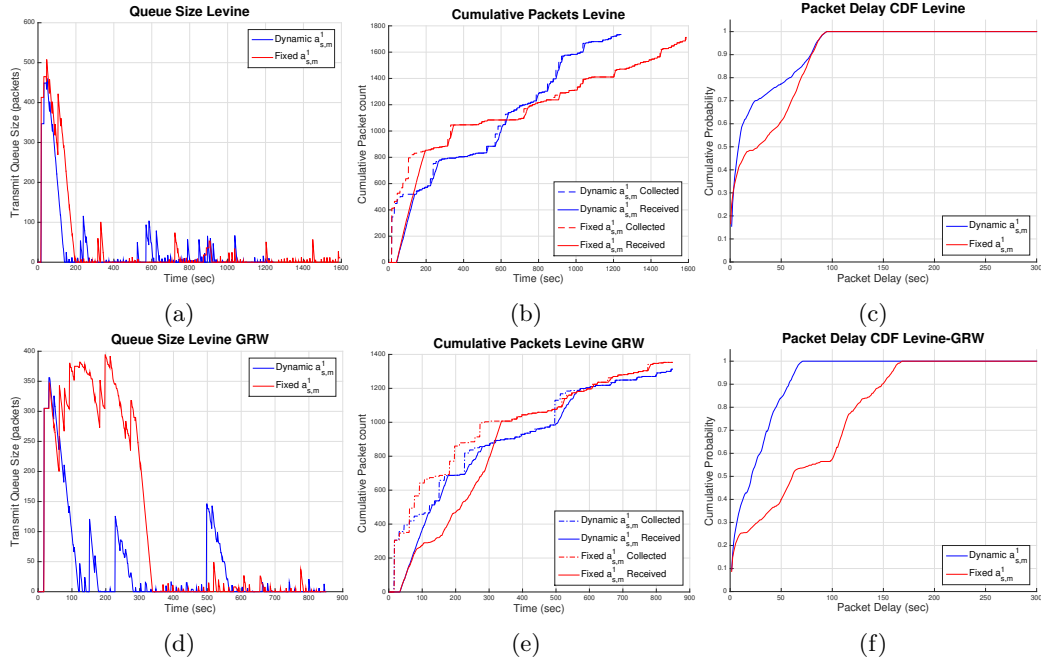 Queue Size Levine
Transmit Queue Size (packets)
600
500
400
300
200
100
0
0 200 400 600 800 1000 1200 1400 1600
Time (sec)
Dynamic a¹s,m
Fixed a¹s,m
(a)
Cumulative Packets Levine
Cumulative Packet count
1800
1600
1400
1200
1000
800
600
400
200
0
0 200 400 600 800 1000 1200 1400 1600
Time (sec)
Dynamic a¹s,m Collected
Dynamic a¹s,m Received
Fixed a¹s,m Collected
Fixed a¹s,m Received
(b)
Packet Delay CDF Levine
Cumulative Probability
1
0.9
0.8
0.7
0.6
0.5
0.4
0.3
0.2
0.1
0
0 50 100 150 200 250 300
Packet Delay (sec)
Dynamic a¹s,m
Fixed a¹s,m
(c)
Queue Size Levine GRW
Transmit Queue Size (packets)
400
350
300
250
200
150
100
50
0
0 100 200 300 400 500 600 700 800 900
Time (sec)
Dynamic a¹s,m
Fixed a¹s,m
(d)
Cumulative Packets Levine GRW
Cumulative Packet count
1400
1200
1000
800
600
400
200
0
0 100 200 300 400 500 600 700 800 900
Time (sec)
Dynamic a¹s,m Collected
Dynamic a¹s,m Received
Fixed a¹s,m Collected
Fixed a¹s,m Received
(e)
Packet Delay CDF Levine-GRW
Cumulative Probability
1
0.9
0.8
0.7
0.6
0.5
0.4
0.3
0.2
0.1
0
0 50 100 150 200 250 300
Packet Delay (sec)
Dynamic a¹s,m
Fixed a¹s,m
(f)